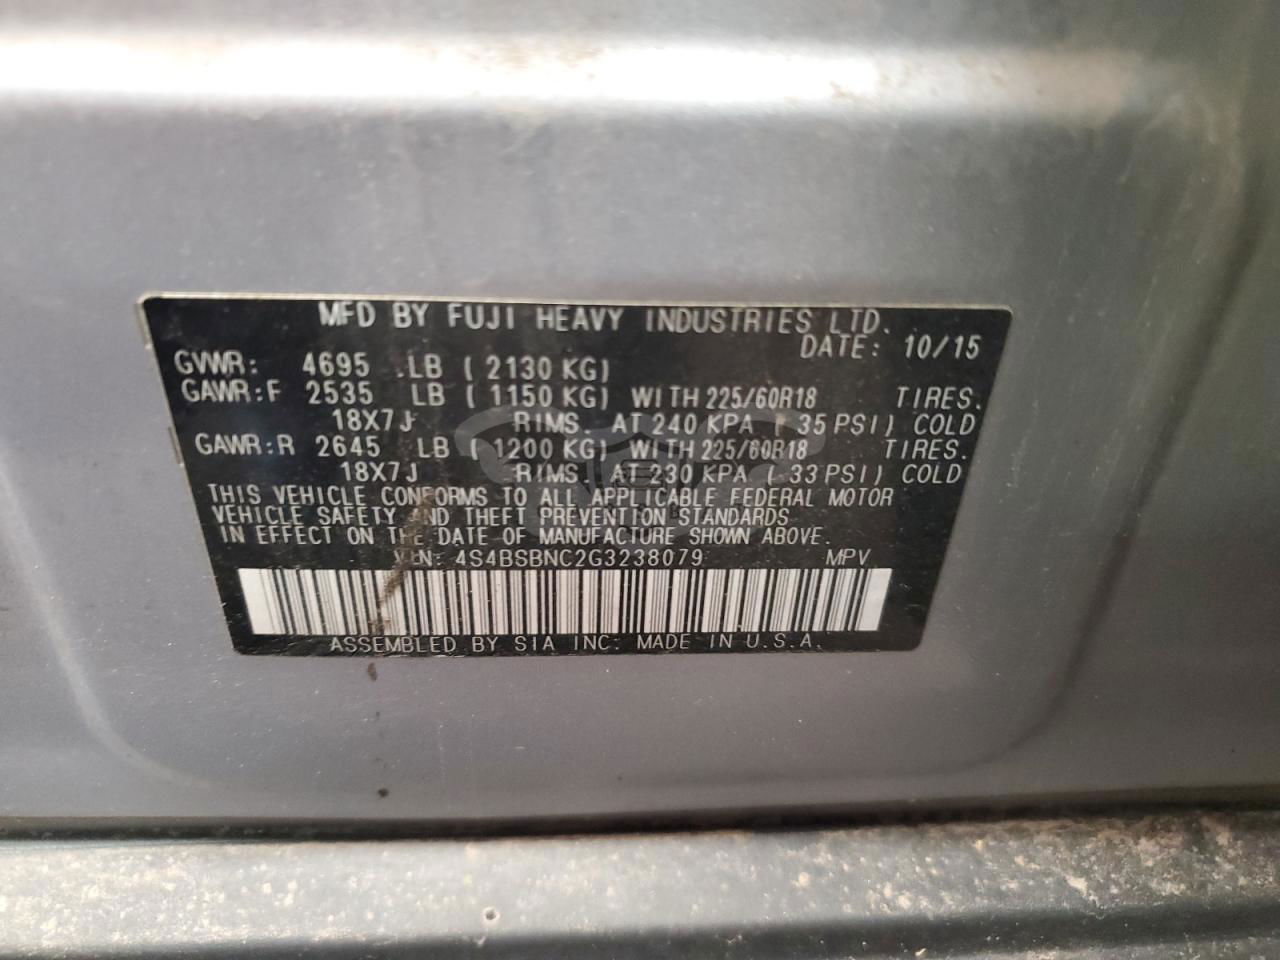 MFD BY FUJI HEAVY INDUSTRIES LTD.
DATE: 10/15
GVWR: 4695 LB ( 2130 KG)
GAWR:F 2535 LB ( 1150 KG) WITH 225/60R18 TIRES.
18X7J RIMS. AT 240 KPA ( 35 PSI) COLD
GAWR:R 2645 LB ( 1200 KG) WITH 225/60R18 TIRES.
18X7J RIMS. AT 230 KPA ( 33 PSI) COLD
THIS VEHICLE CONFORMS TO ALL APPLICABLE FEDERAL MOTOR
VEHICLE SAFETY AND THEFT PREVENTION STANDARDS
IN EFFECT ON THE DATE OF MANUFACTURE SHOWN ABOVE.
VIN: 4S4BSBNC2G3238079 MPV
ASSEMBLED BY SIA INC. MADE IN U.S.A.